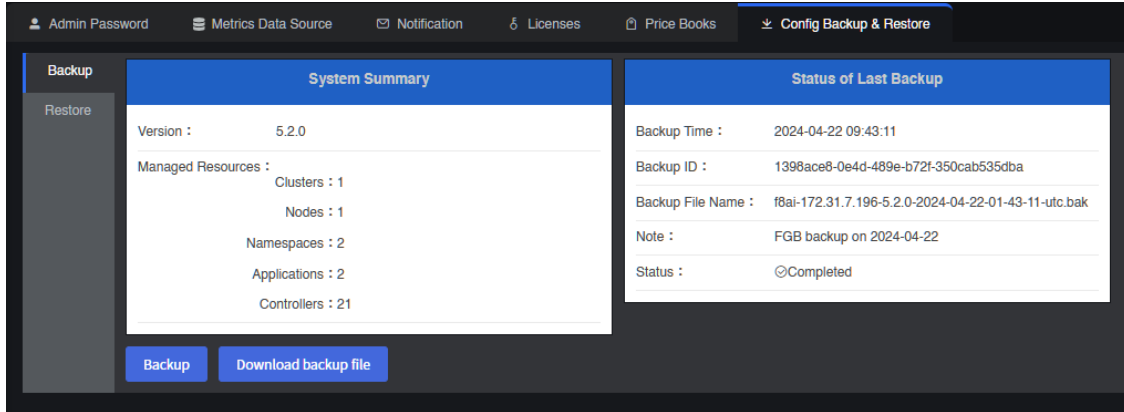 Admin Password Metrics Data Source Notification Licenses Price Books Config Backup & Restore
Backup
Restore
System Summary
Version : 5.2.0
Managed Resources :
Clusters : 1
Nodes : 1
Namespaces : 2
Applications : 2
Controllers : 21
Status of Last Backup
Backup Time : 2024-04-22 09:43:11
Backup ID : 1398ace8-0e4d-489e-b72f-350cab535dba
Backup File Name : f8ai-172.31.7.196-5.2.0-2024-04-22-01-43-11-utc.bak
Note : FGB backup on 2024-04-22
Status : Completed
Backup Download backup file